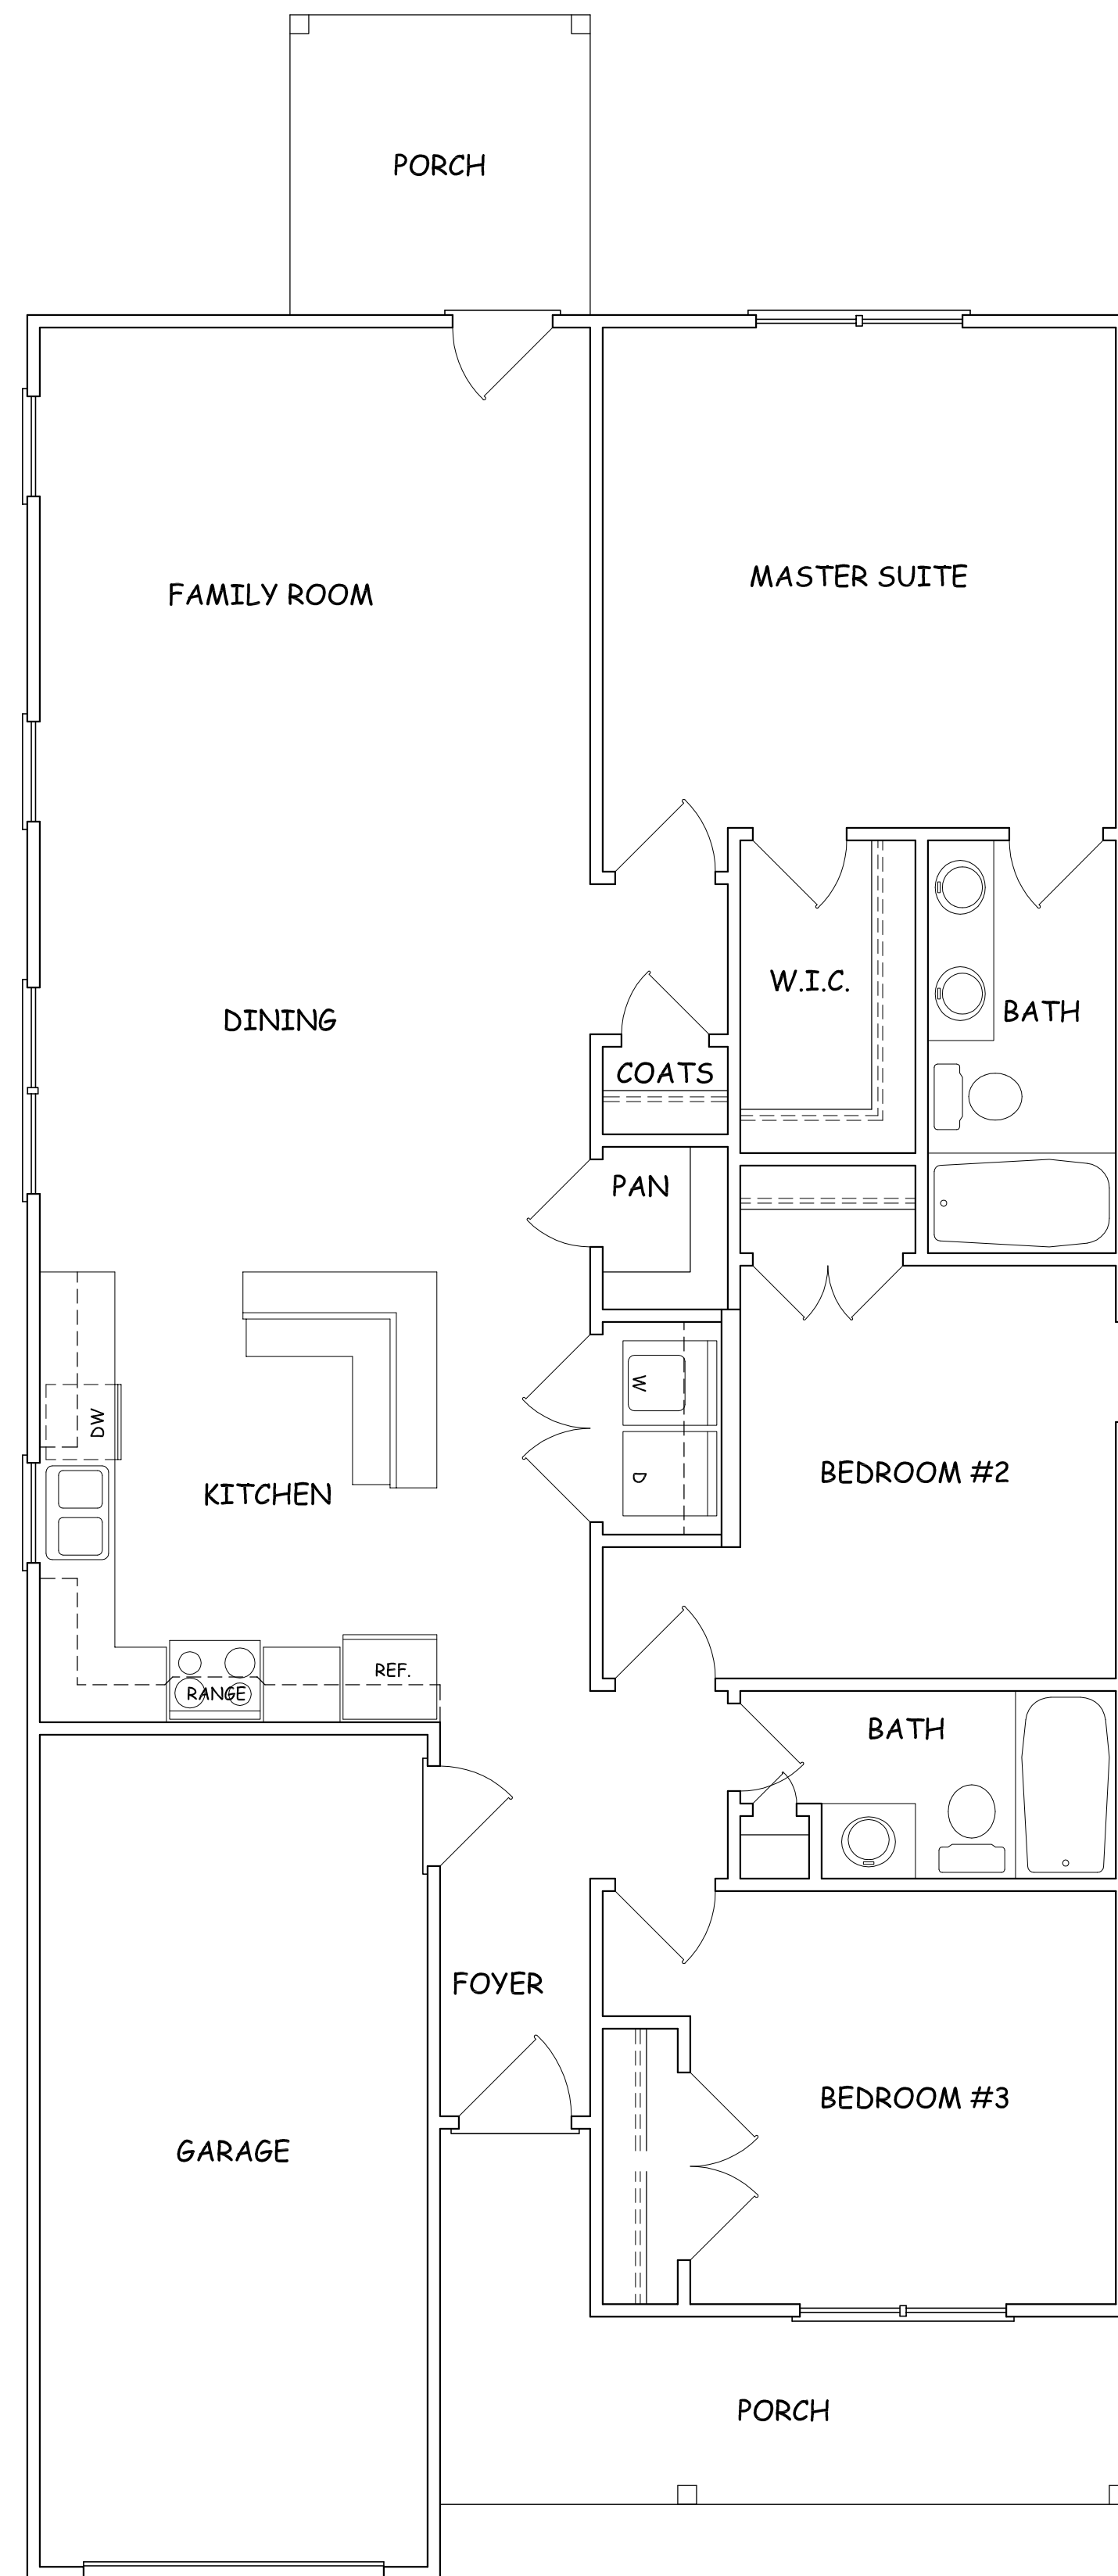 PORCH
FAMILY ROOM
MASTER SUITE
W.I.C.
BATH
DINING
COATS
PAN
W
DW
D
BEDROOM #2
KITCHEN
REF.
RANGE
BATH
FOYER
BEDROOM #3
GARAGE
PORCH